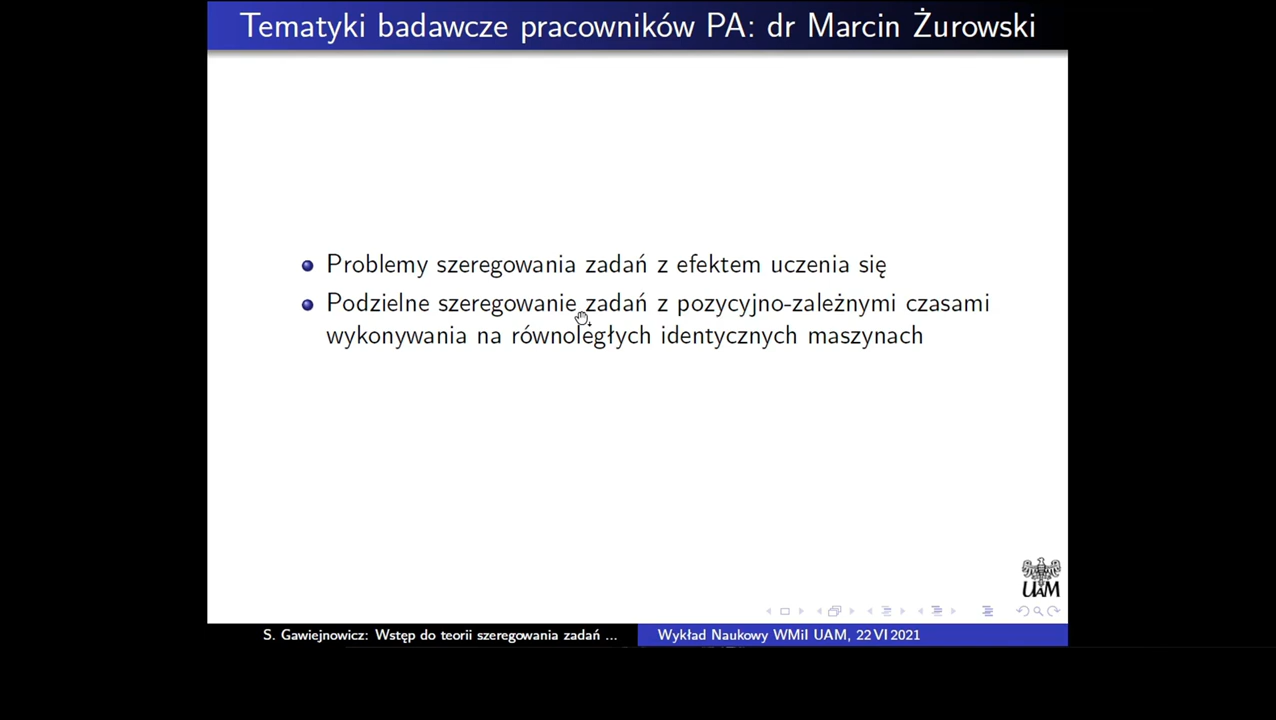 Tematyki badawcze pracowników PA: dr Marcin Żurowski
Problemy szeregowania zadań z efektem uczenia się
Podzielne szeregowanie zadań z pozycyjno-zależnymi czasami
wykonywania na równoległych identycznych maszynach
UAM
S. Gawiejnowicz: Wstęp do teorii szeregowania zadań ...
Wykład Naukowy WMiI UAM, 22 VI 2021